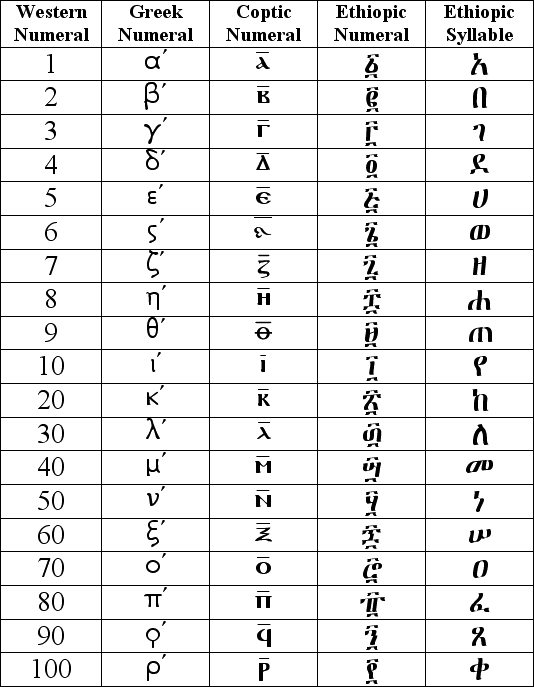 Western Numeral Greek Numeral Coptic Numeral Ethiopic Numeral Ethiopic Syllable
1 α΄ ⲁ̅ ፩ አ
2 β΄ ⲃ̅ ፪ በ
3 γ΄ ⲅ̅ ፫ ገ
4 δ΄ ⲇ̅ ፬ ደ
5 ε΄ ⲉ̅ ፭ ሀ
6 ϛ΄ ⲋ̅ ፮ ወ
7 ζ΄ ⲍ̅ ፯ ዘ
8 η΄ ⲏ̅ ፰ ሐ
9 θ΄ ⲑ̅ ፱ ጠ
10 ι΄ ⲓ̅ ፲ የ
20 κ΄ ⲕ̅ ፳ ከ
30 λ΄ ⲗ̅ ፴ ለ
40 μ΄ ⲙ̅ ፵ መ
50 ν΄ ⲛ̅ ፶ ነ
60 ξ΄ ⲝ̅ ፷ ሠ
70 ο΄ ⲟ̅ ፸ ዐ
80 π΄ ⲡ̅ ፹ ፈ
90 ϙ΄ ϥ̅ ፺ ጸ
100 ρ΄ ⲣ̅ ፻ ቀ